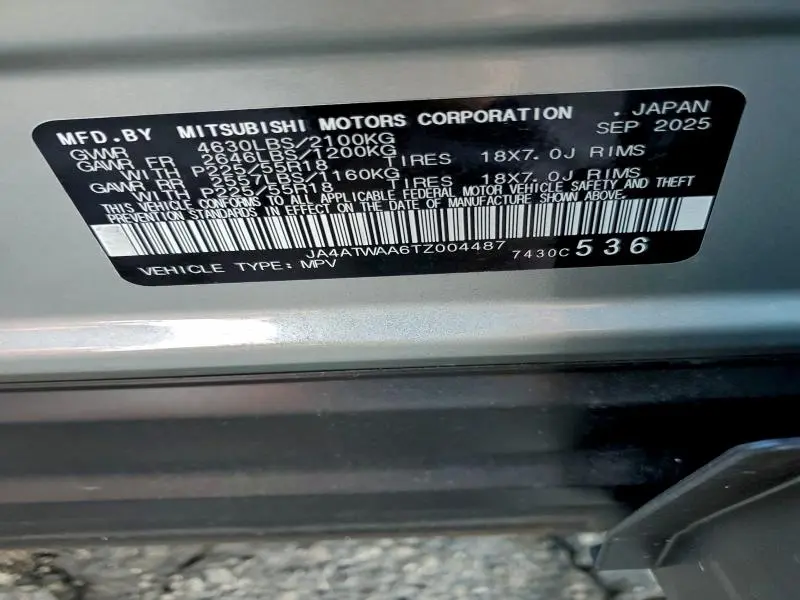 MFD.BY MITSUBISHI MOTORS CORPORATION . JAPAN
GVWR 4630LBS/2100KG SEP 2025
GAWR FR 2646LBS/1200KG
WITH P225/55R18 TIRES 18X7.0J RIMS
GAWR RR 2557LBS/1160KG
WITH P225/55R18 TIRES 18X7.0J RIMS
THIS VEHICLE CONFORMS TO ALL APPLICABLE FEDERAL MOTOR VEHICLE SAFETY AND THEFT
PREVENTION STANDARDS IN EFFECT ON THE DATE OF MANUFACTURE SHOWN ABOVE.
JA4ATWAA6TZ004487 7430C 536
VEHICLE TYPE: MPV